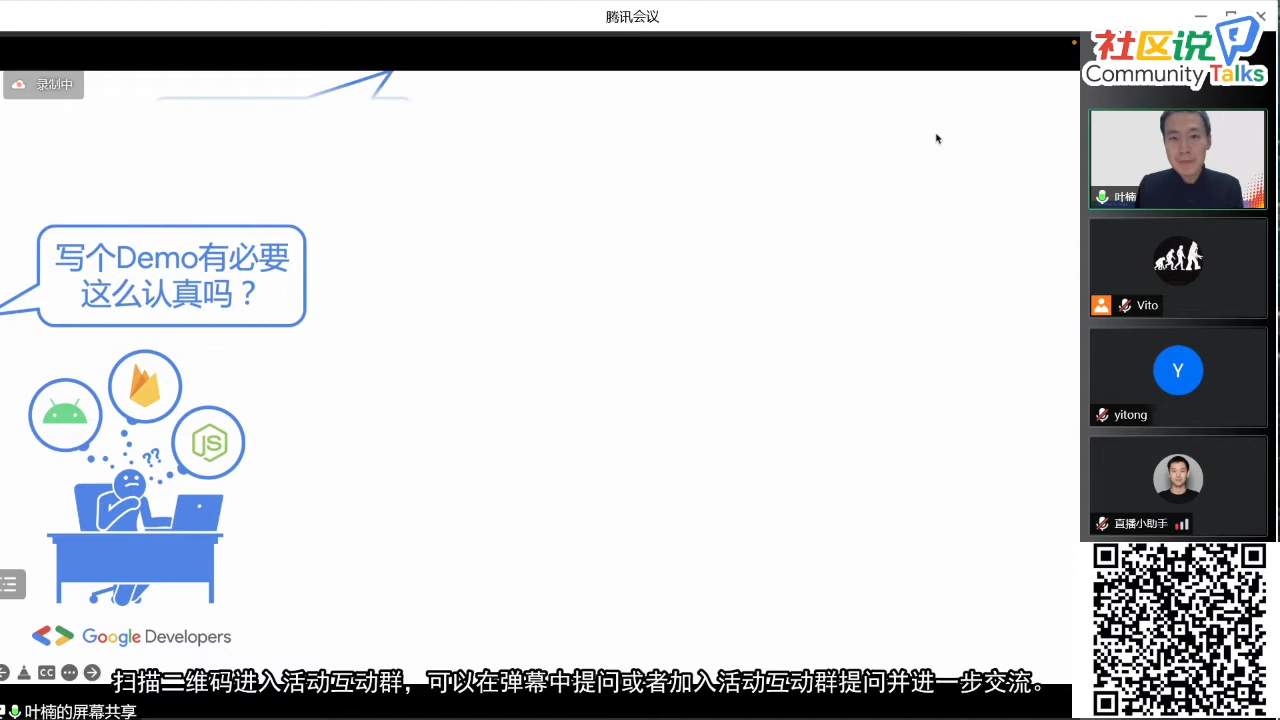 腾讯会议
社区说
Community Talks
录制中
叶楠
写个Demo有必要
这么认真吗？
Vito
Y
yitong
??
JS
直播小助手
Google Developers
CC
扫描二维码进入活动互动群，可以在弹幕中提问或者加入活动互动群提问并进一步交流。
叶楠的屏幕共享